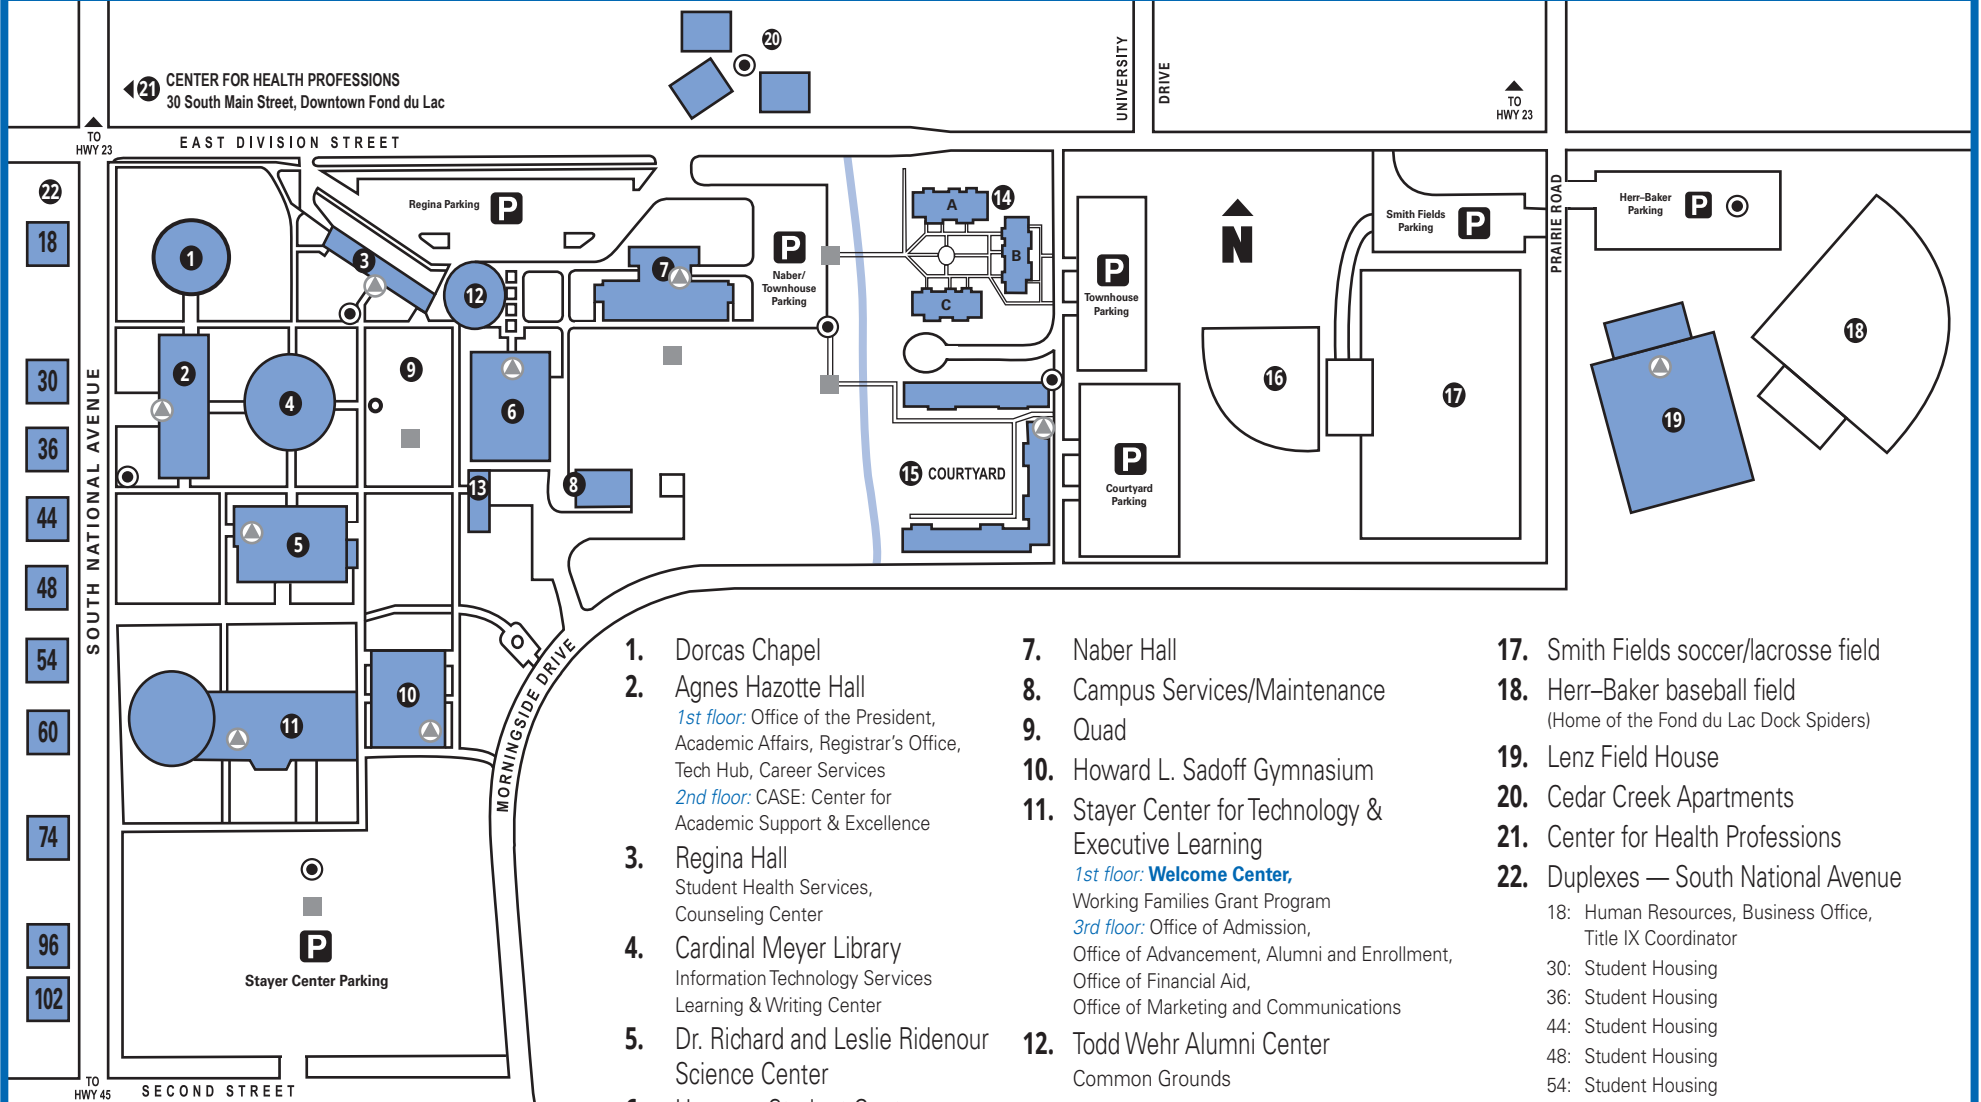 20
21 CENTER FOR HEALTH PROFESSIONS
30 South Main Street, Downtown Fond du Lac
UNIVERSITY
DRIVE
TO
HWY 23
TO
HWY 23
EAST DIVISION STREET
22
18
30
36
44
48
54
60
74
96
102
SOUTH NATIONAL AVENUE
1
2
3
4
5
6
7
8
9
10
11
12
13
Regina Parking P
P
Naber/
Townhouse
Parking
14
A
B
C
P
Townhouse
Parking
N
Smith Fields
Parking
P
PRAIRIE ROAD
Herr–Baker
Parking
P
15 COURTYARD
P
Courtyard
Parking
16
17
18
19
MORNINGSIDE DRIVE
P
Stayer Center Parking
TO
HWY 45
SECOND STREET
1. Dorcas Chapel
2. Agnes Hazotte Hall
1st floor: Office of the President,
Academic Affairs, Registrar's Office,
Tech Hub, Career Services
2nd floor: CASE: Center for
Academic Support & Excellence
3. Regina Hall
Student Health Services,
Counseling Center
4. Cardinal Meyer Library
Information Technology Services
Learning & Writing Center
5. Dr. Richard and Leslie Ridenour
Science Center
7. Naber Hall
8. Campus Services/Maintenance
9. Quad
10. Howard L. Sadoff Gymnasium
11. Stayer Center for Technology &
Executive Learning
1st floor: Welcome Center,
Working Families Grant Program
3rd floor: Office of Admission,
Office of Advancement, Alumni and Enrollment,
Office of Financial Aid,
Office of Marketing and Communications
12. Todd Wehr Alumni Center
Common Grounds
17. Smith Fields soccer/lacrosse field
18. Herr–Baker baseball field
(Home of the Fond du Lac Dock Spiders)
19. Lenz Field House
20. Cedar Creek Apartments
21. Center for Health Professions
22. Duplexes — South National Avenue
18: Human Resources, Business Office,
Title IX Coordinator
30: Student Housing
36: Student Housing
44: Student Housing
48: Student Housing
54: Student Housing